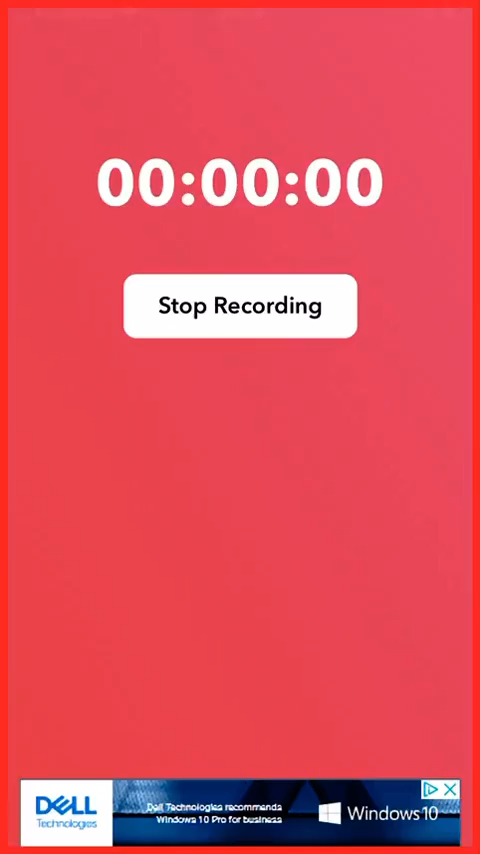 00:00:00
Stop Recording
DELL
Technologies
Dell Technologies recommends
Windows 10 Pro for business
Windows10